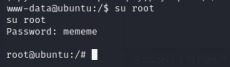 www-data@ubuntu:/$ su root
su root
Password: mememe
root@ubuntu:/#